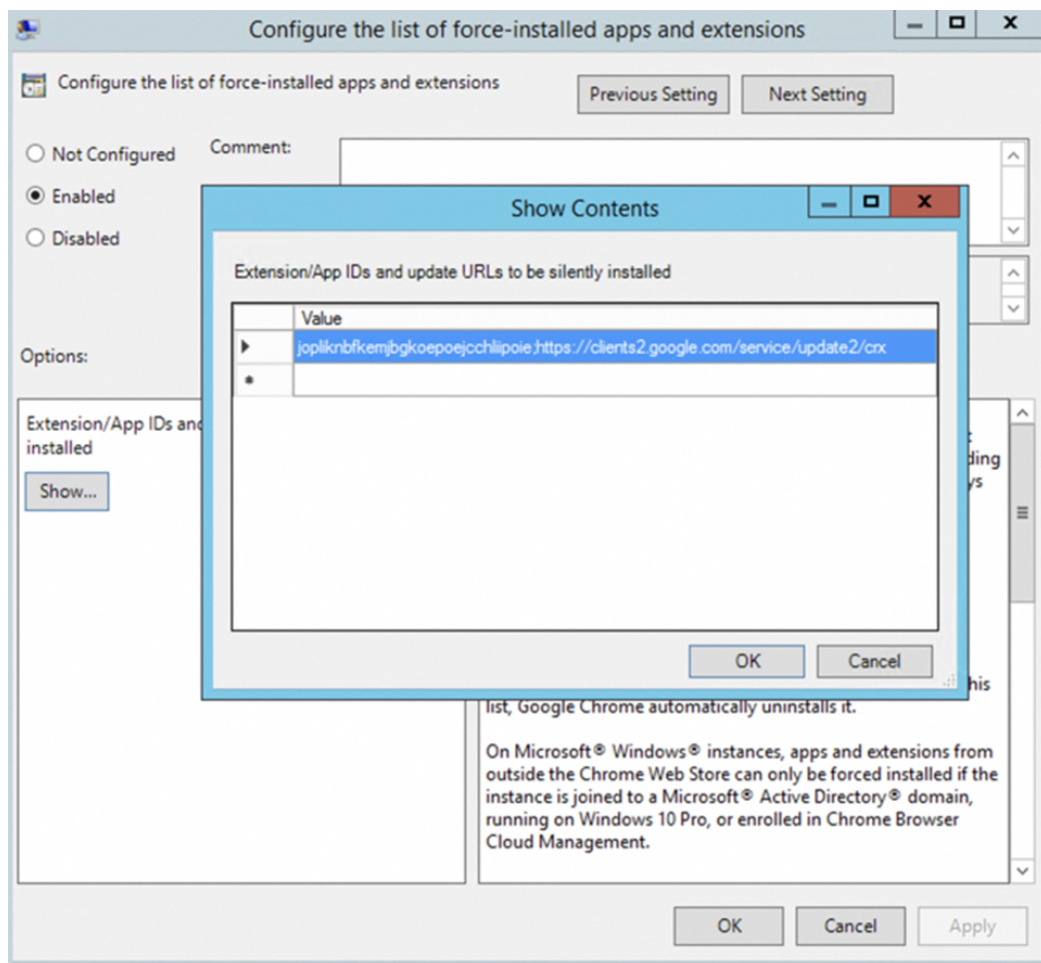 Configure the list of force-installed apps and extensions
Configure the list of force-installed apps and extensions
Previous Setting
Next Setting
Not Configured
Comment:
Enabled
Disabled
Show Contents
Extension/App IDs and update URLs to be silently installed
Value
jopliknbfkemjbgkoepoejcchliipoie;https://clients2.google.com/service/update2/crx
OK
Cancel
Options:
Extension/App IDs and
installed
Show...
list, Google Chrome automatically uninstalls it.
On Microsoft® Windows® instances, apps and extensions from
outside the Chrome Web Store can only be forced installed if the
instance is joined to a Microsoft® Active Directory® domain,
running on Windows 10 Pro, or enrolled in Chrome Browser
Cloud Management.
OK
Cancel
Apply